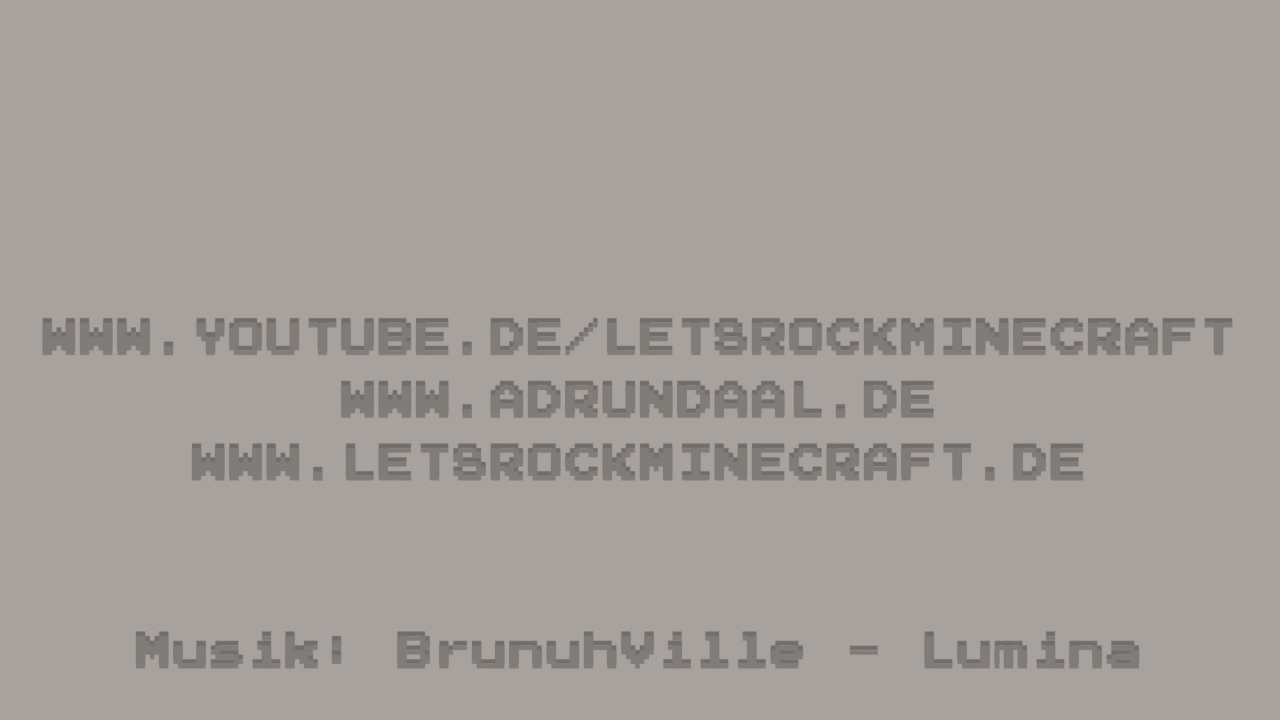 WWW.YOUTUBE.DE/LETSROCKMINECRAFT
WWW.ADRUNDAAL.DE
WWW.LETSROCKMINECRAFT.DE
Musik: BrunuhVille - Lumina